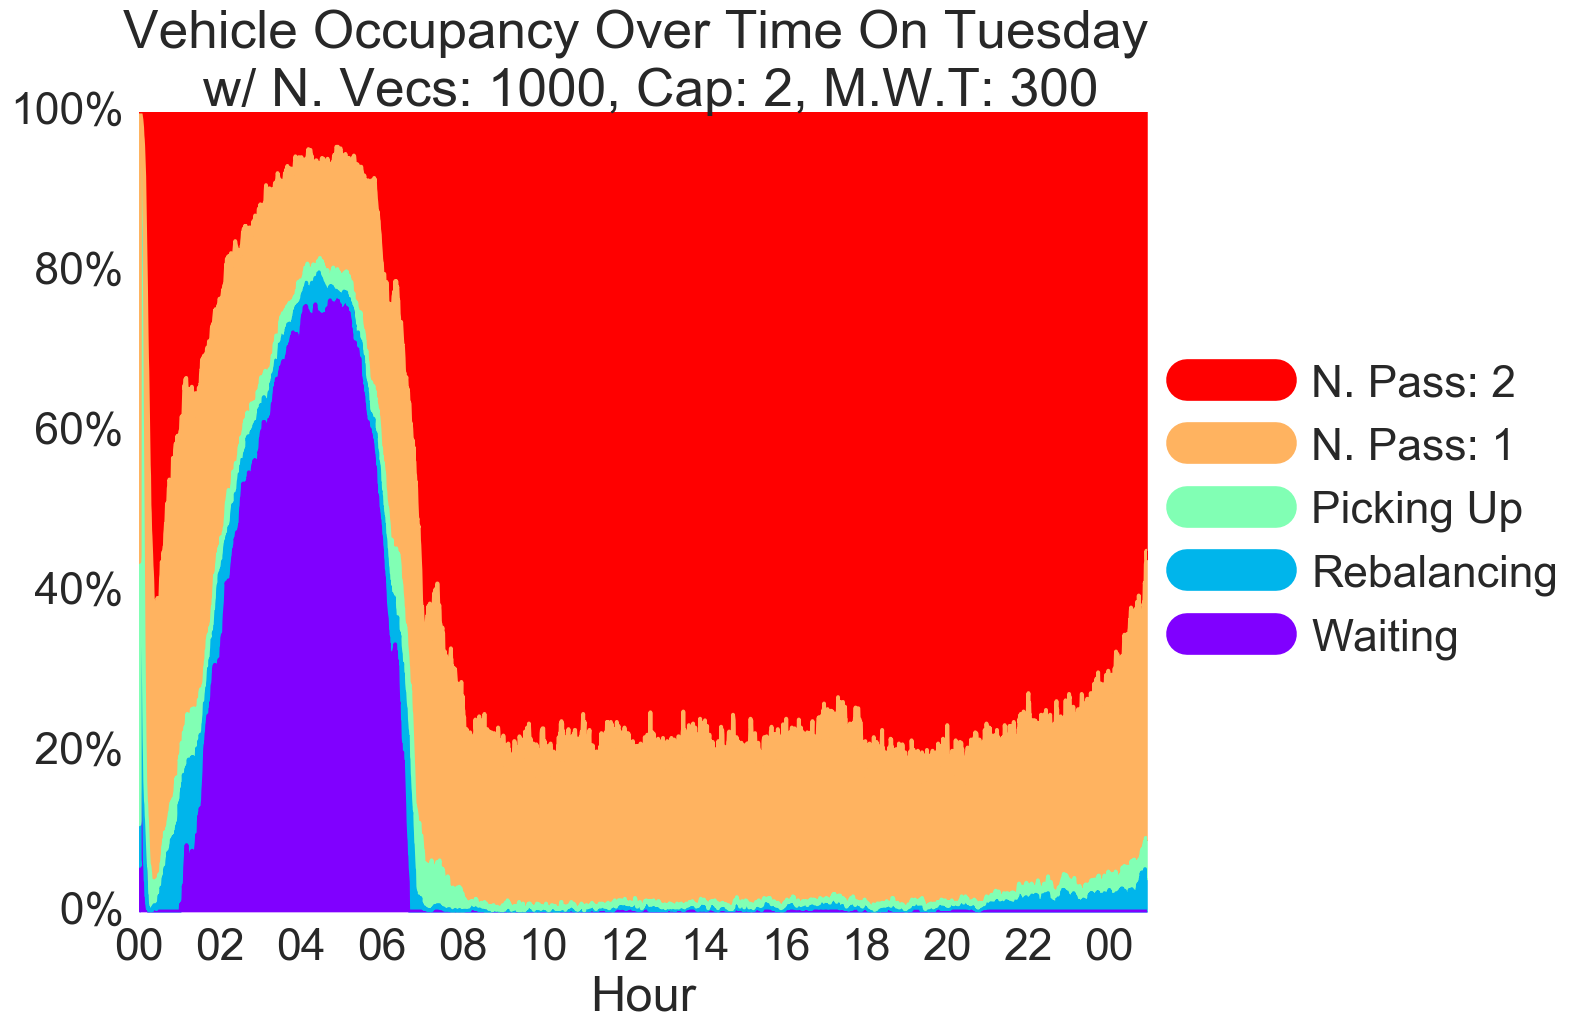 Vehicle Occupancy Over Time On Tuesday
w/ N. Vecs: 1000, Cap: 2, M.W.T: 300
100%
80%
60%
40%
20%
0%
00 02 04 06 08 10 12 14 16 18 20 22 00
Hour
N. Pass: 2
N. Pass: 1
Picking Up
Rebalancing
Waiting